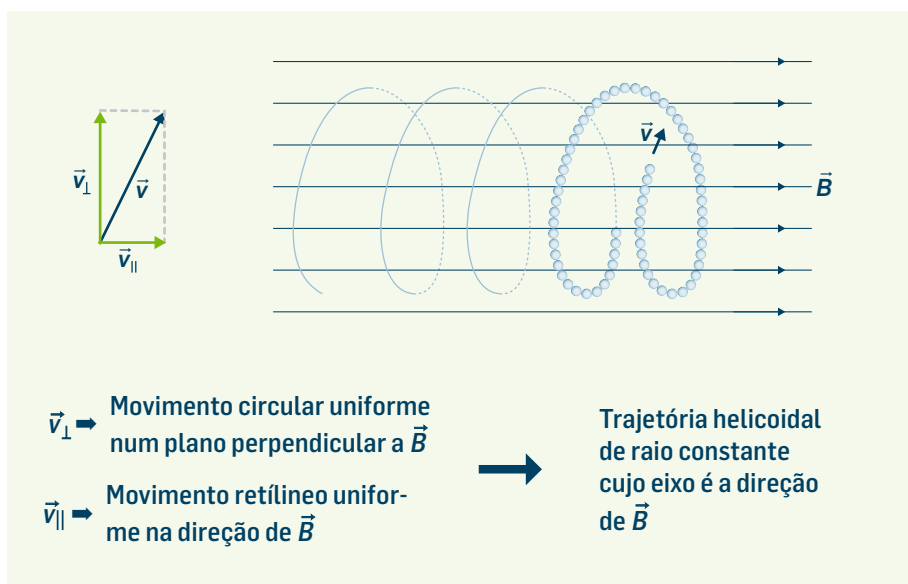 v⃗⊥
v⃗
v⃗||
v⃗
B⃗
v⃗⊥ ➡ Movimento circular uniforme
num plano perpendicular a B⃗
v⃗|| ➡ Movimento retílineo unifor-
me na direção de B⃗
Trajetória helicoidal
de raio constante
cujo eixo é a direção
de B⃗